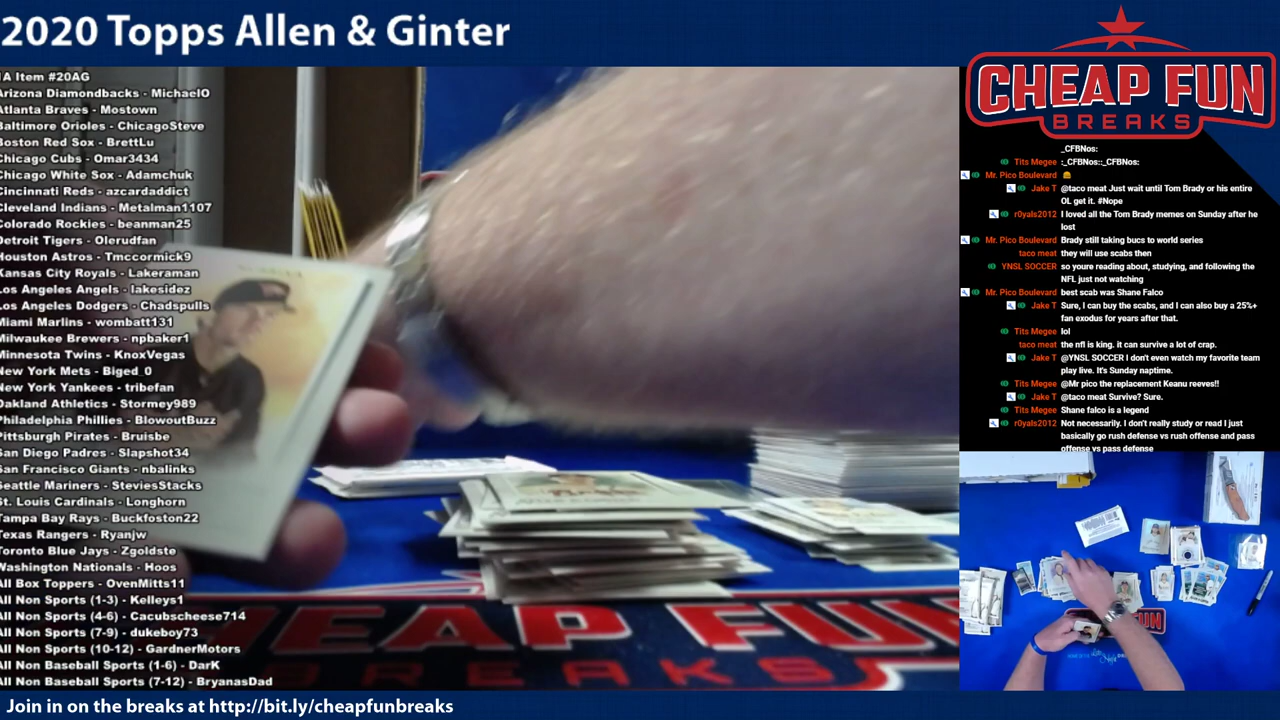 2020 Topps Allen & Ginter
1A Item #20AG
Arizona Diamondbacks - MichaelO
Atlanta Braves - Mostown
Baltimore Orioles - ChicagoSteve
Boston Red Sox - BrettLu
Chicago Cubs - Omar3434
Chicago White Sox - Adamchuk
Cincinnati Reds - azcardaddict
Cleveland Indians - Metalman1107
Colorado Rockies - beanman25
Detroit Tigers - Olerudfan
Houston Astros - Tmccormick9
Kansas City Royals - Lakeraman
Los Angeles Angels - lakesidez
Los Angeles Dodgers - Chadspulls
Miami Marlins - wombatt131
Milwaukee Brewers - npbaker1
Minnesota Twins - KnoxVegas
New York Mets - Biged_0
New York Yankees - tribefan
Oakland Athletics - Stormey989
Philadelphia Phillies - BlowoutBuzz
Pittsburgh Pirates - Bruisbe
San Diego Padres - Slapshot34
San Francisco Giants - nbalinks
Seattle Mariners - SteviesStacks
St. Louis Cardinals - Longhorn
Tampa Bay Rays - Buckfoston22
Texas Rangers - Ryanjw
Toronto Blue Jays - Zgoldste
Washington Nationals - Hoos
All Box Toppers - OvenMitts11
All Non Sports (1-3) - Kelleys1
All Non Sports (4-6) - Cacubscheese714
All Non Sports (7-9) - dukeboy73
All Non Sports (10-12) - GardnerMotors
All Non Baseball Sports (1-6) - DarK
All Non Baseball Sports (7-12) - BryanasDad
CHEAP FUN
BREAKS
CHEAP FUN
BREAKS
_CFBNos:
Tits Megee :_CFBNos::_CFBNos:
Mr. Pico Boulevard
Jake T @taco meat Just wait until Tom Brady or his entire
OL get it. #Nope
r0yals2012 I loved all the Tom Brady memes on Sunday after he
lost
Mr. Pico Boulevard Brady still taking bucs to world series
taco meat they will use scabs then
YNSL SOCCER so youre reading about, studying, and following the
NFL just not watching
Mr. Pico Boulevard best scab was Shane Falco
Jake T Sure, I can buy the scabs, and I can also buy a 25%+
fan exodus for years after that.
Tits Megee lol
taco meat the nfl is king. it can survive a lot of crap.
Jake T @YNSL SOCCER I don't even watch my favorite team
play live. It's Sunday naptime.
Tits Megee @Mr pico the replacement Keanu reeves!!
Jake T @taco meat Survive? Sure.
Tits Megee Shane falco is a legend
r0yals2012 Not necessarily. I don't really study or read I just
basically go rush defense vs rush offense and pass
offense vs pass defense
FUN
Join in on the breaks at http://bit.ly/cheapfunbreaks